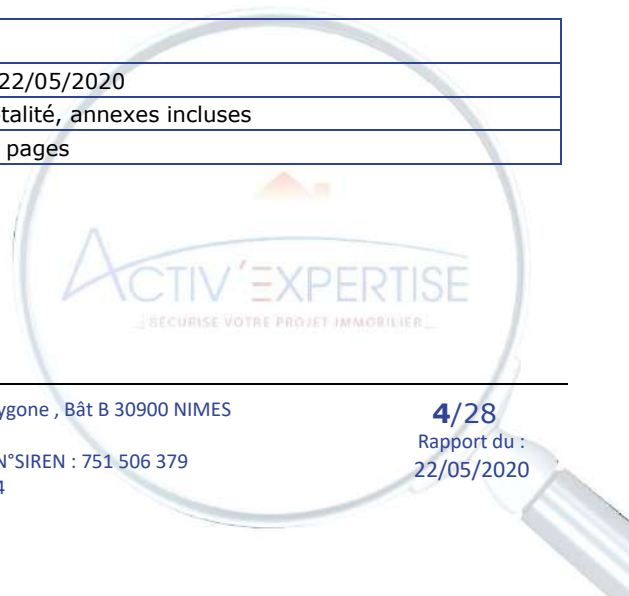 22/05/2020
talité, annexes incluses
pages
ACTIV'EXPERTISE
SÉCURISE VOTRE PROJET IMMOBILIER
ygone , Bât B 30900 NIMES
4/28
Rapport du :
N°SIREN : 751 506 379
22/05/2020
4